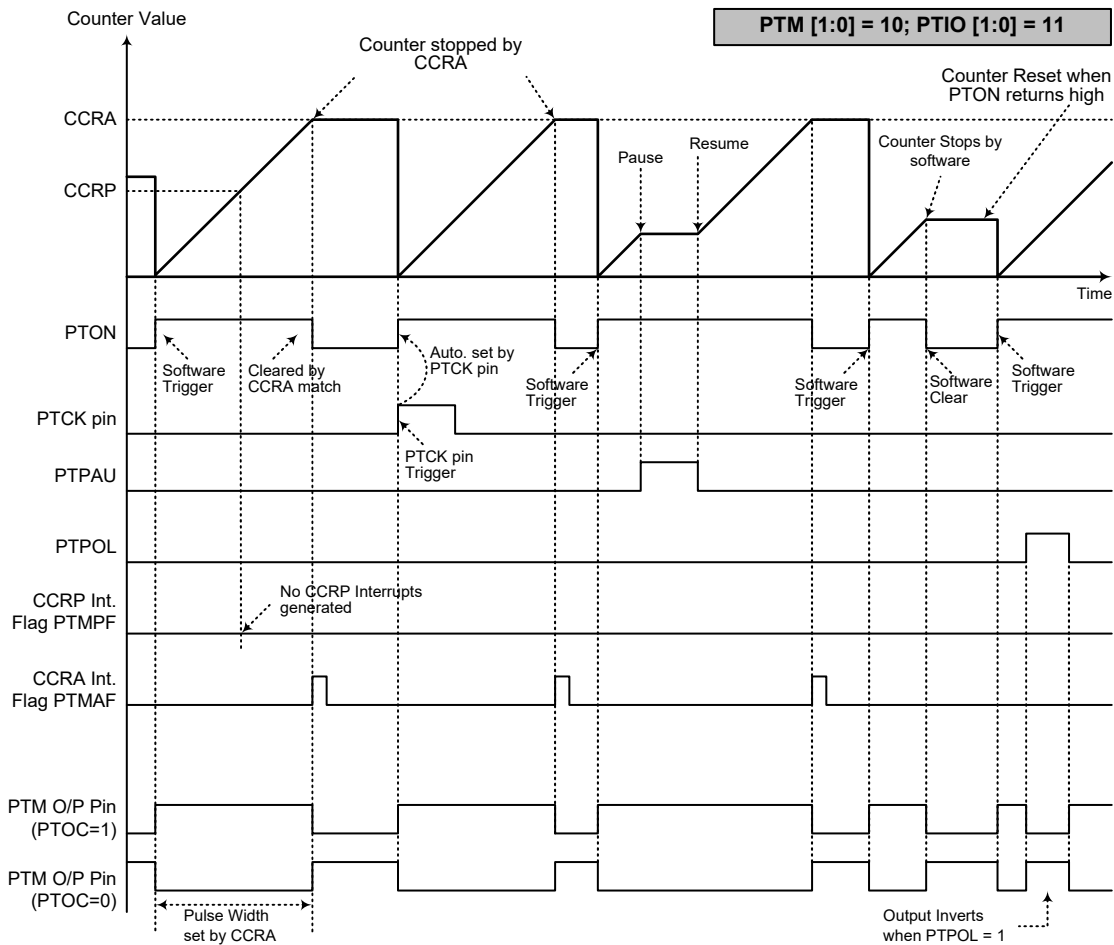 Counter Value
PTM [1:0] = 10; PTIO [1:0] = 11
Counter stopped by
CCRA
Counter Reset when
PTON returns high
CCRA
Pause
Resume
Counter Stops by
software
CCRP
Time
PTON
Software
Trigger
Cleared by
CCRA match
Auto. set by
PTCK pin
Software
Trigger
Software
Trigger
Software
Clear
Software
Trigger
PTCK pin
PTCK pin
Trigger
PTPAU
PTPOL
No CCRP Interrupts
generated
CCRP Int.
Flag PTMPF
CCRA Int.
Flag PTMAF
PTM O/P Pin
(PTOC=1)
PTM O/P Pin
(PTOC=0)
Pulse Width
set by CCRA
Output Inverts
when PTPOL = 1